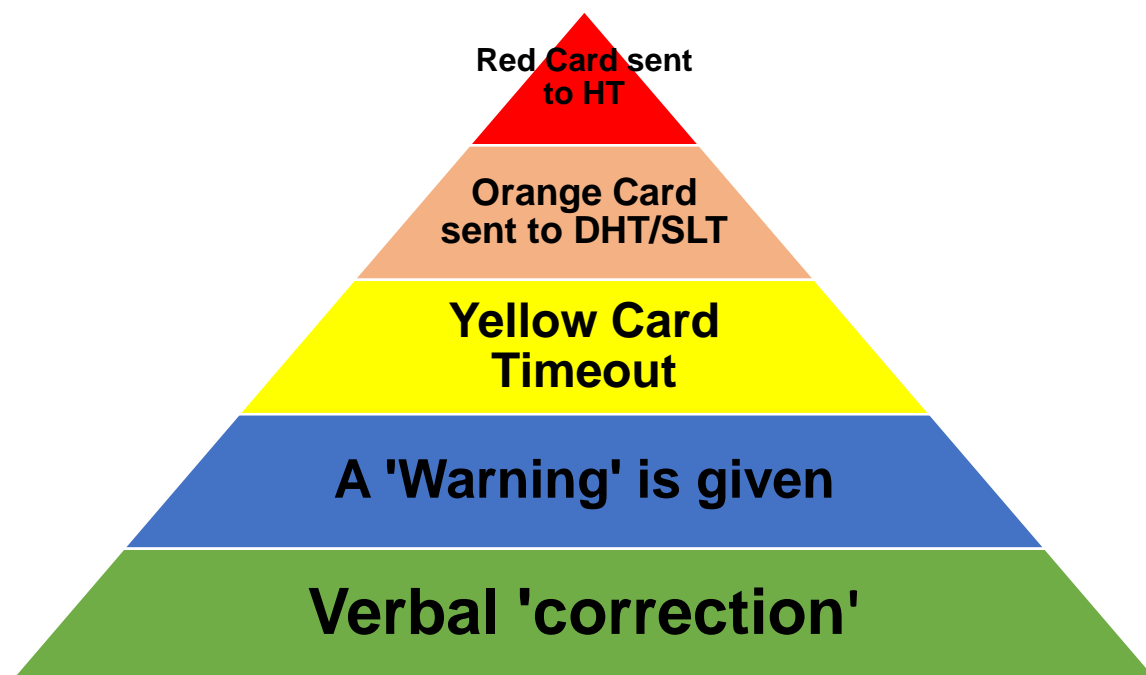 Red Card sent
to HT
Orange Card
sent to DHT/SLT
Yellow Card
Timeout
A 'Warning' is given
Verbal 'correction'